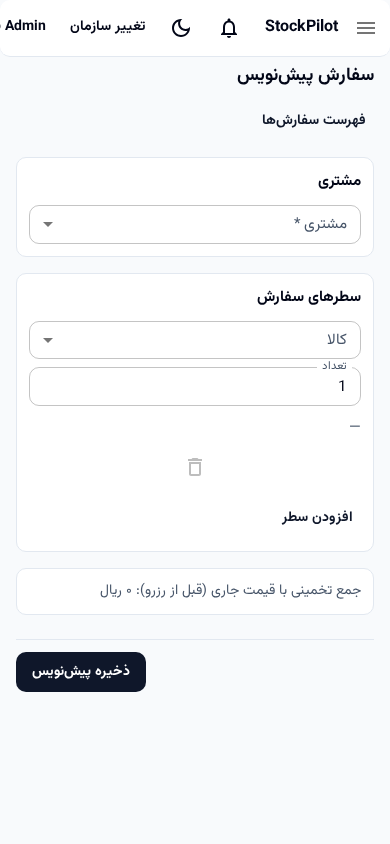 StockPilot
تغییر سازمان
Admin
سفارش پیش‌نویس
فهرست سفارش‌ها
مشتری
مشتری *
سطرهای سفارش
کالا
تعداد
1
—
افزودن سطر
جمع تخمینی با قیمت جاری (قبل از رزرو): ۰ ریال
ذخیره پیش‌نویس